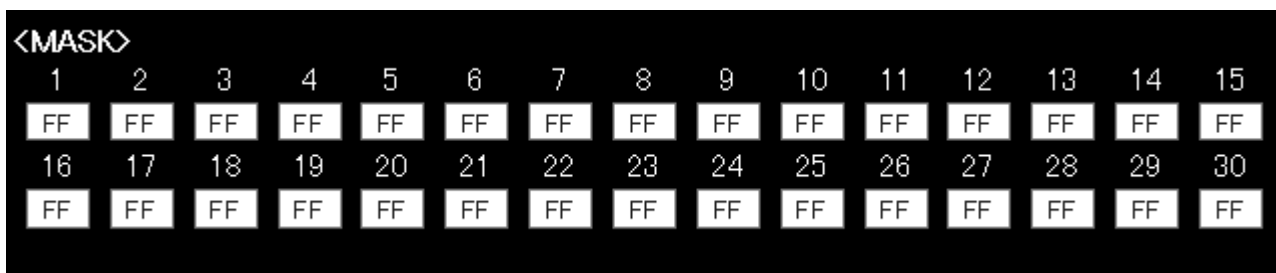 <MASK>
1 2 3 4 5 6 7 8 9 10 11 12 13 14 15
FF FF FF FF FF FF FF FF FF FF FF FF FF FF FF
16 17 18 19 20 21 22 23 24 25 26 27 28 29 30
FF FF FF FF FF FF FF FF FF FF FF FF FF FF FF